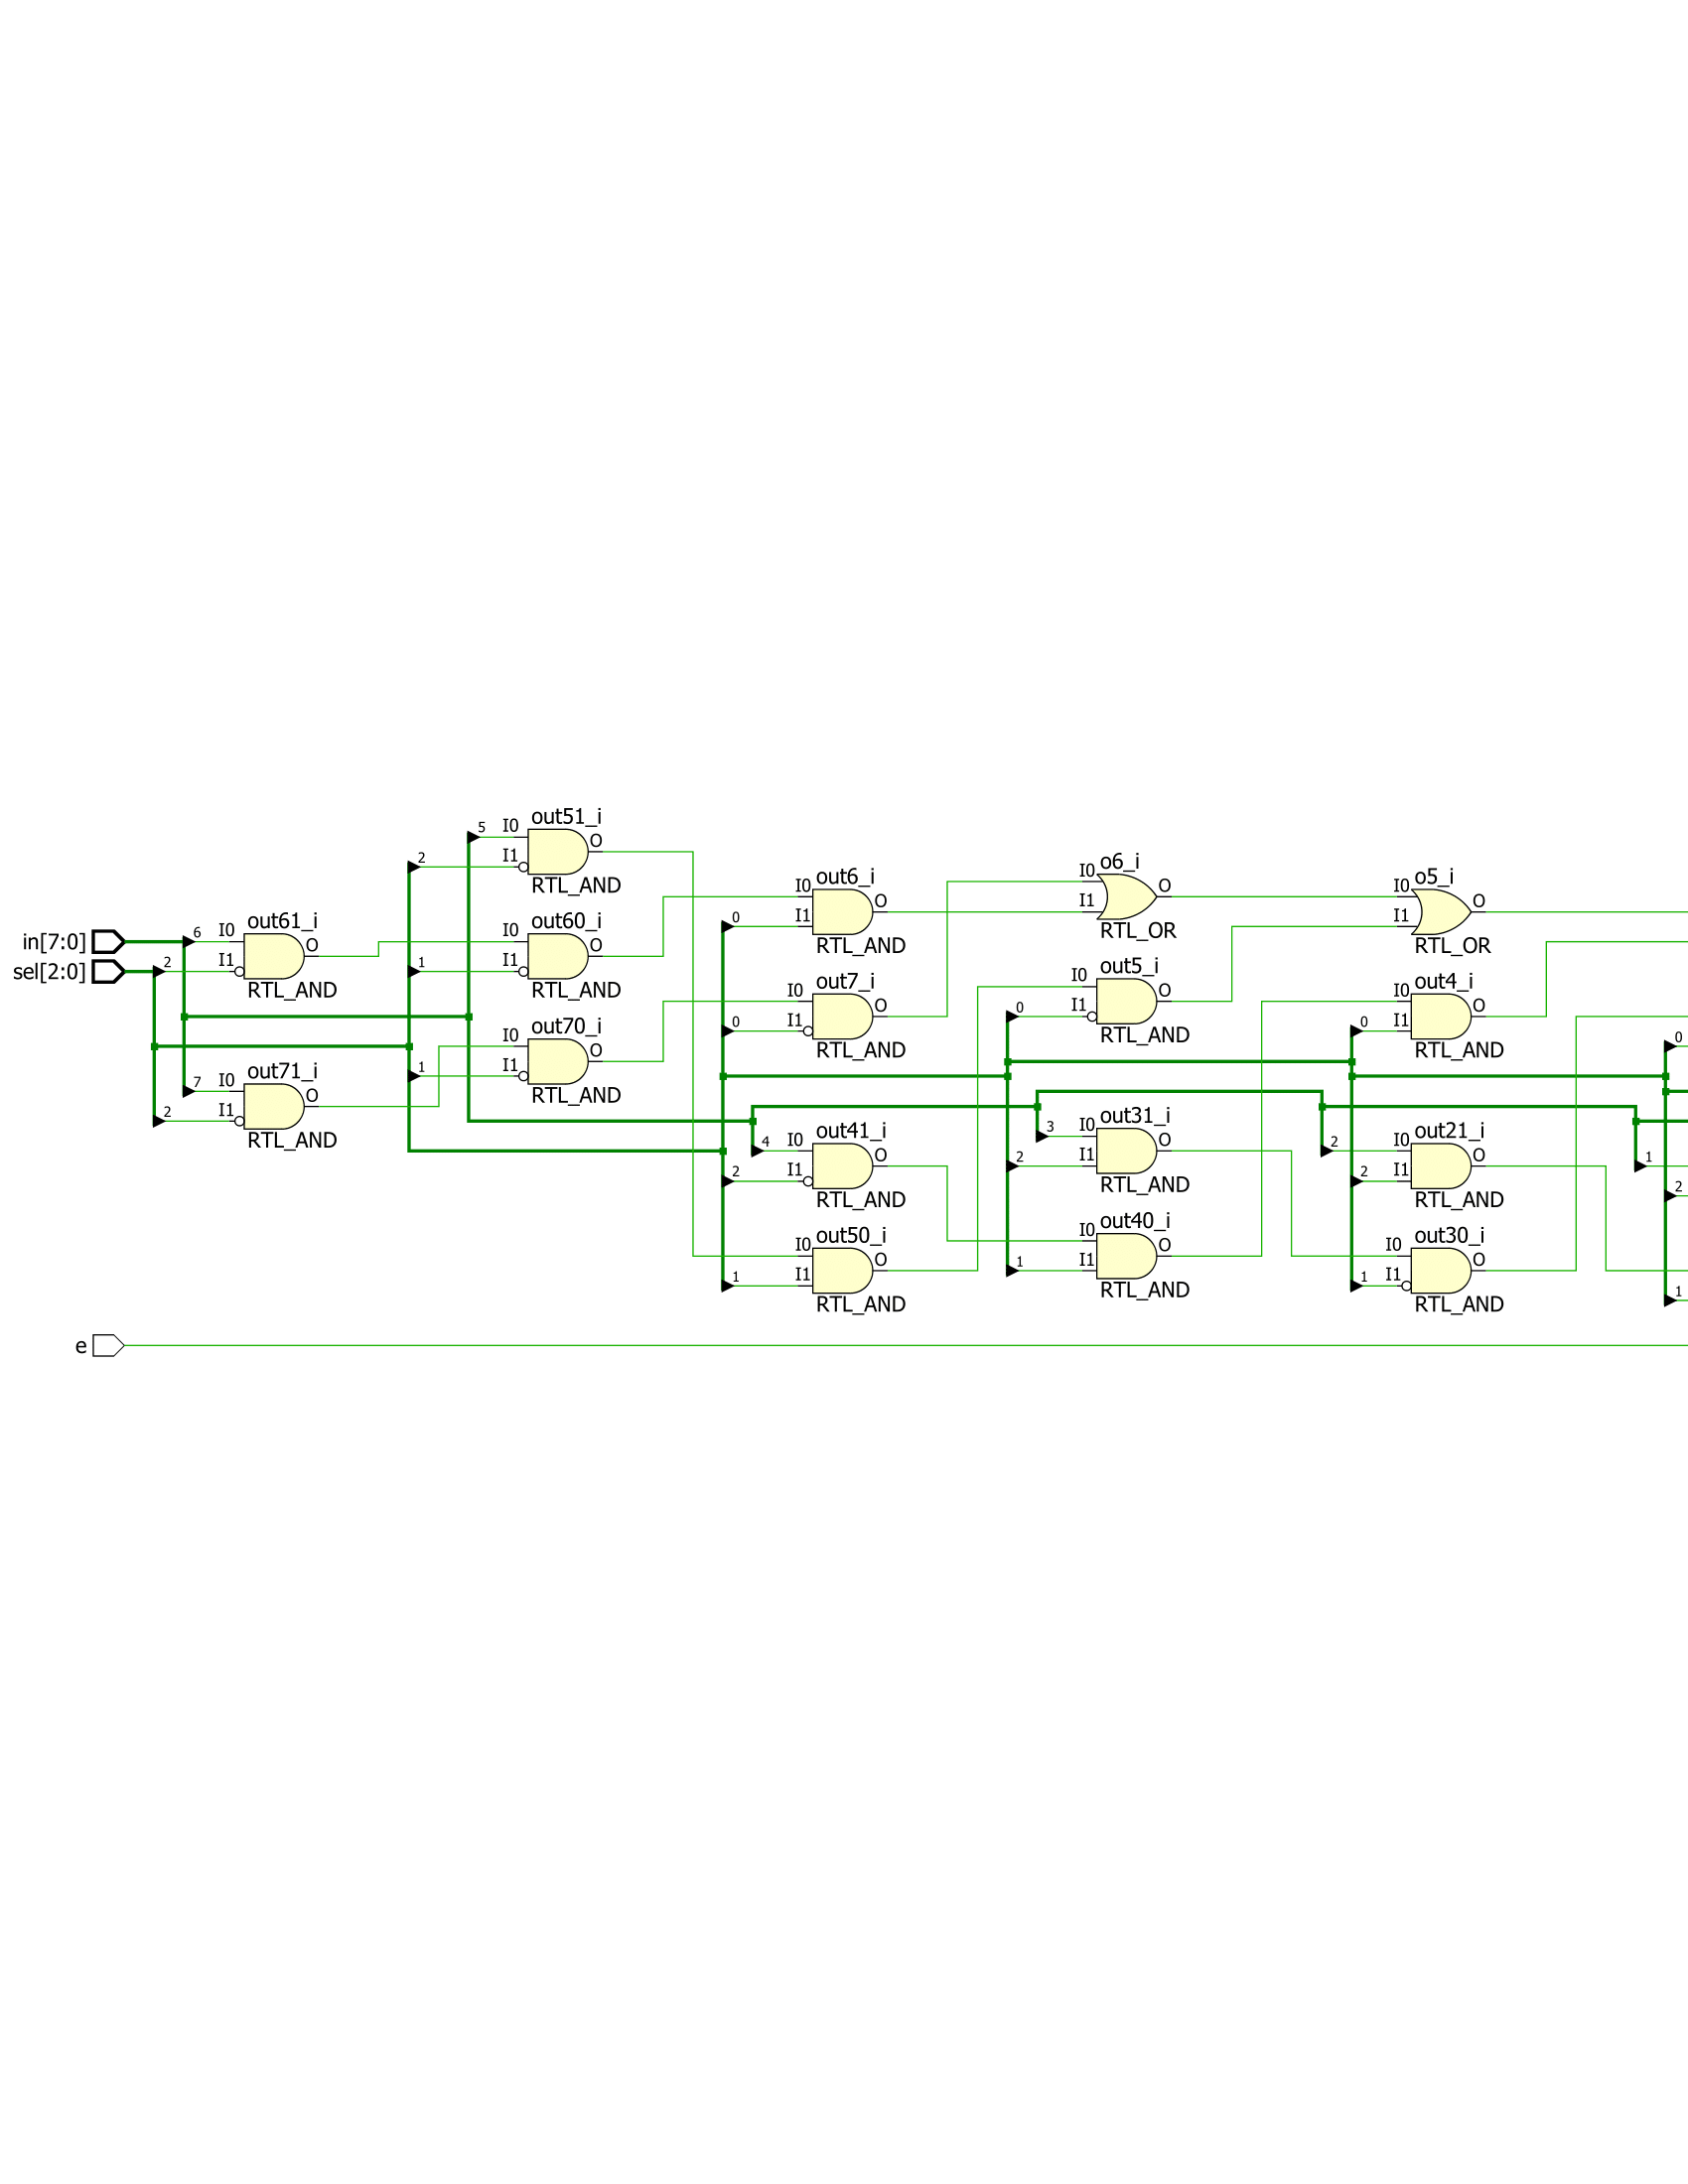 in[7:0]
sel[2:0]
e
6
2
7
2
out61_i
I0
I1
O
RTL_AND
out71_i
I0
I1
O
RTL_AND
2
1
1
5
out51_i
I0
I1
O
RTL_AND
out60_i
I0
I1
O
RTL_AND
out70_i
I0
I1
O
RTL_AND
0
0
4
2
1
out6_i
I0
I1
O
RTL_AND
out7_i
I0
I1
O
RTL_AND
out41_i
I0
I1
O
RTL_AND
out50_i
I0
I1
O
RTL_AND
o6_i
I0
I1
O
RTL_OR
0
3
2
1
out5_i
I0
I1
O
RTL_AND
out31_i
I0
I1
O
RTL_AND
out40_i
I0
I1
O
RTL_AND
o5_i
I0
I1
O
RTL_OR
0
2
2
1
out4_i
I0
I1
O
RTL_AND
out21_i
I0
I1
O
RTL_AND
out30_i
I0
I1
O
RTL_AND
0
1
2
1